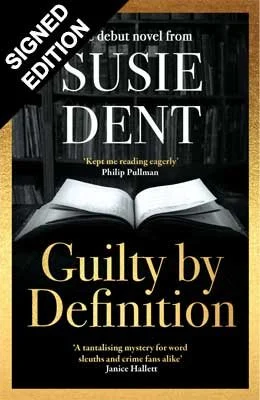 SIGNED
EDITION
debut novel from
SUSIE
DENT
'Kept me reading eagerly'
Philip Pullman
Guilty by
Definition
'A tantalising mystery for word
sleuths and crime fans alike'
Janice Hallett